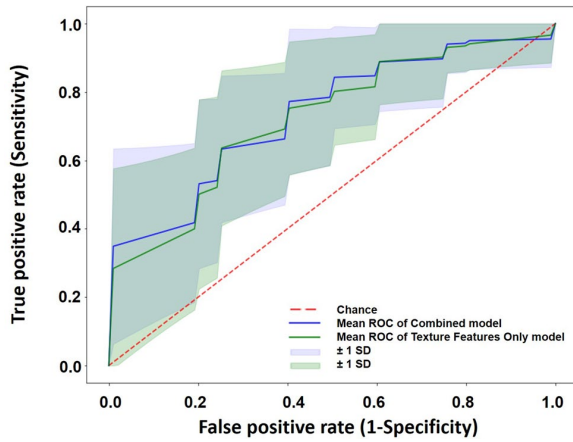 1.0
0.8
0.6
0.4
0.2
0.0
True positive rate (Sensitivity)
Chance
Mean ROC of Combined model
Mean ROC of Texture Features Only model
± 1 SD
± 1 SD
0.0 0.2 0.4 0.6 0.8 1.0
False positive rate (1-Specificity)